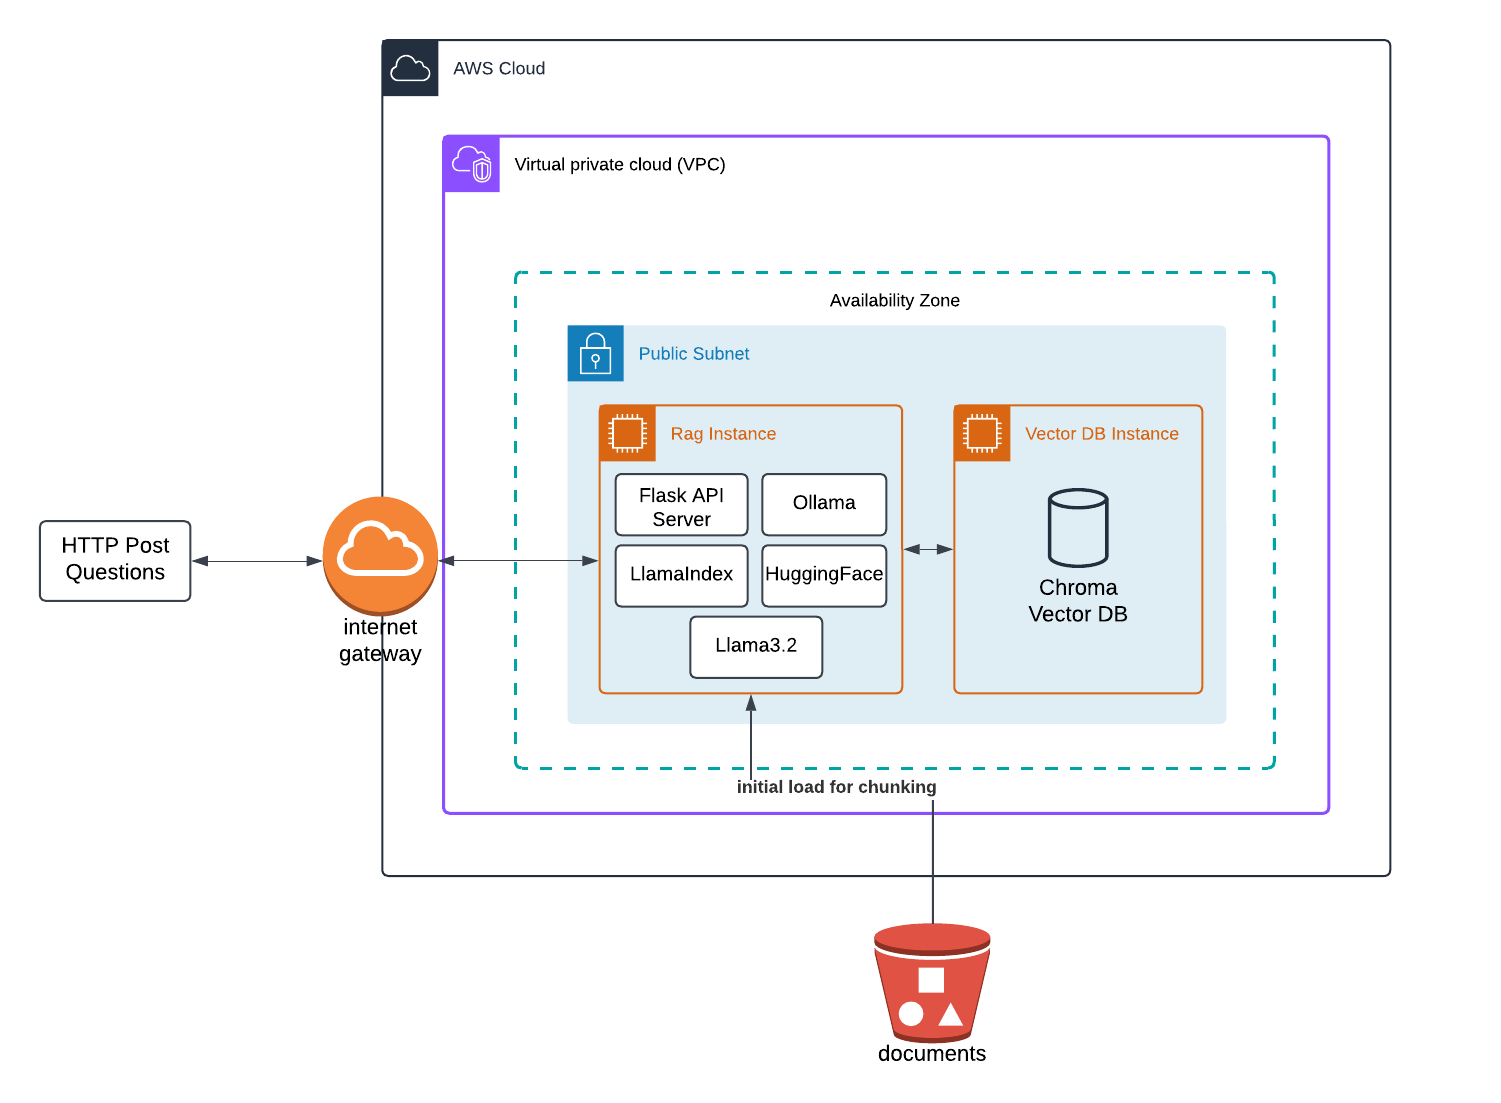 AWS Cloud
Virtual private cloud (VPC)
Availability Zone
Public Subnet
Rag Instance
Vector DB Instance
Flask API
Server
Ollama
LlamaIndex
HuggingFace
Llama3.2
Chroma
Vector DB
HTTP Post
Questions
internet
gateway
initial load for chunking
documents